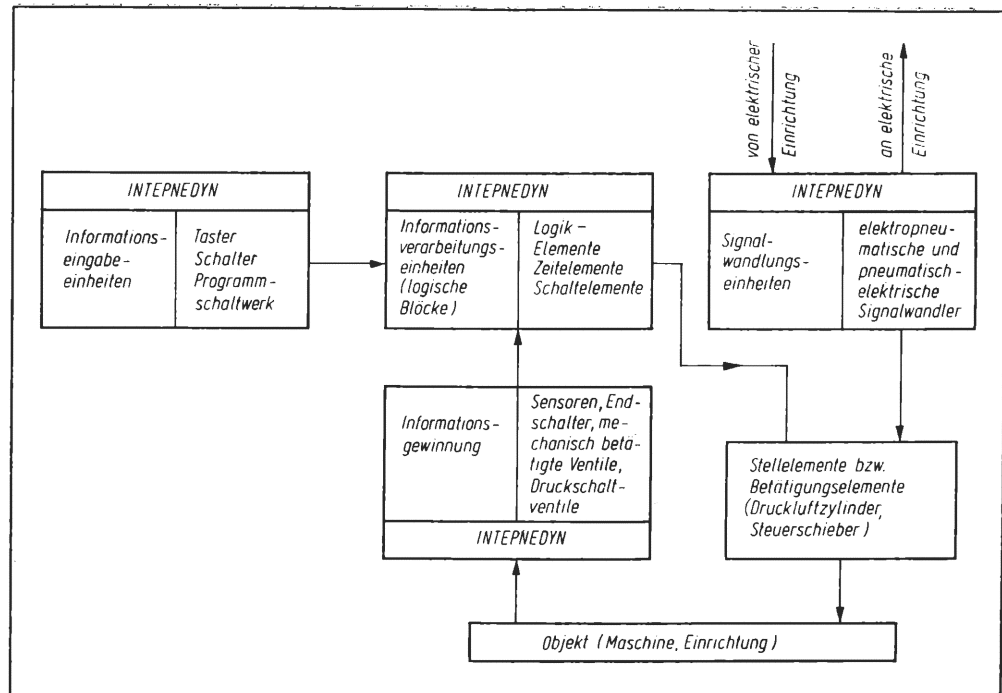 von elektrischer
Einrichtung
an elektrische
Einrichtung
INTEPNEDYN
Informations-
eingabe-
einheiten
Taster
Schalter
Programm-
schaltwerk
INTEPNEDYN
Informations-
verarbeitungs-
einheiten
(logische
Blöcke)
Logik-
Elemente
Zeitelemente
Schaltelemente
INTEPNEDYN
Signal-
wandlungs-
einheiten
elektropneu-
matische und
pneumatisch-
elektrische
Signalwandler
Informations-
gewinnung
Sensoren, End-
schalter, me-
chanisch betä-
tigte Ventile,
Druckschalt-
ventile
INTEPNEDYN
Stellelemente bzw.
Betätigungselemente
(Druckluftzylinder,
Steuerschieber)
Objekt (Maschine, Einrichtung)